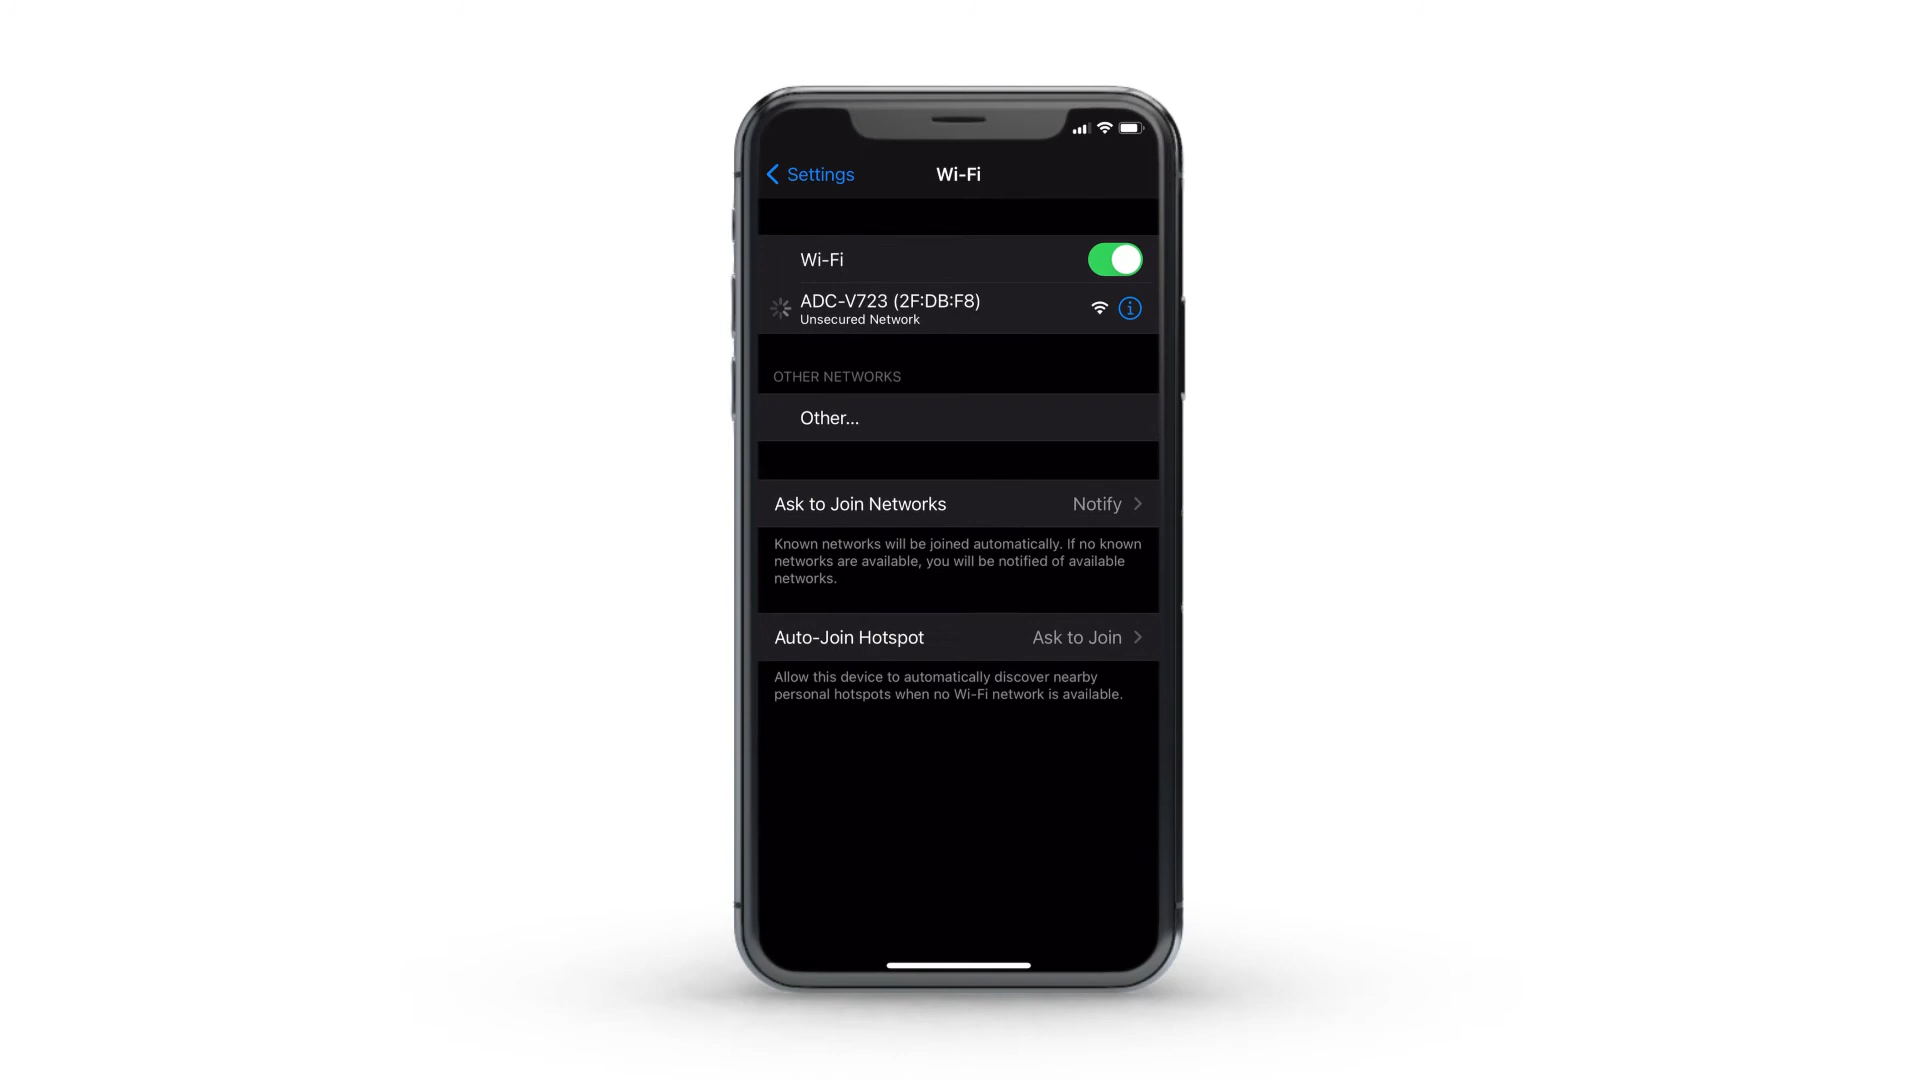 Settings
Wi-Fi
Wi-Fi
ADC-V723 (2F:DB:F8)
Unsecured Network
OTHER NETWORKS
Other...
Ask to Join Networks Notify
Known networks will be joined automatically. If no known
networks are available, you will be notified of available
networks.
Auto-Join Hotspot Ask to Join
Allow this device to automatically discover nearby
personal hotspots when no Wi-Fi network is available.